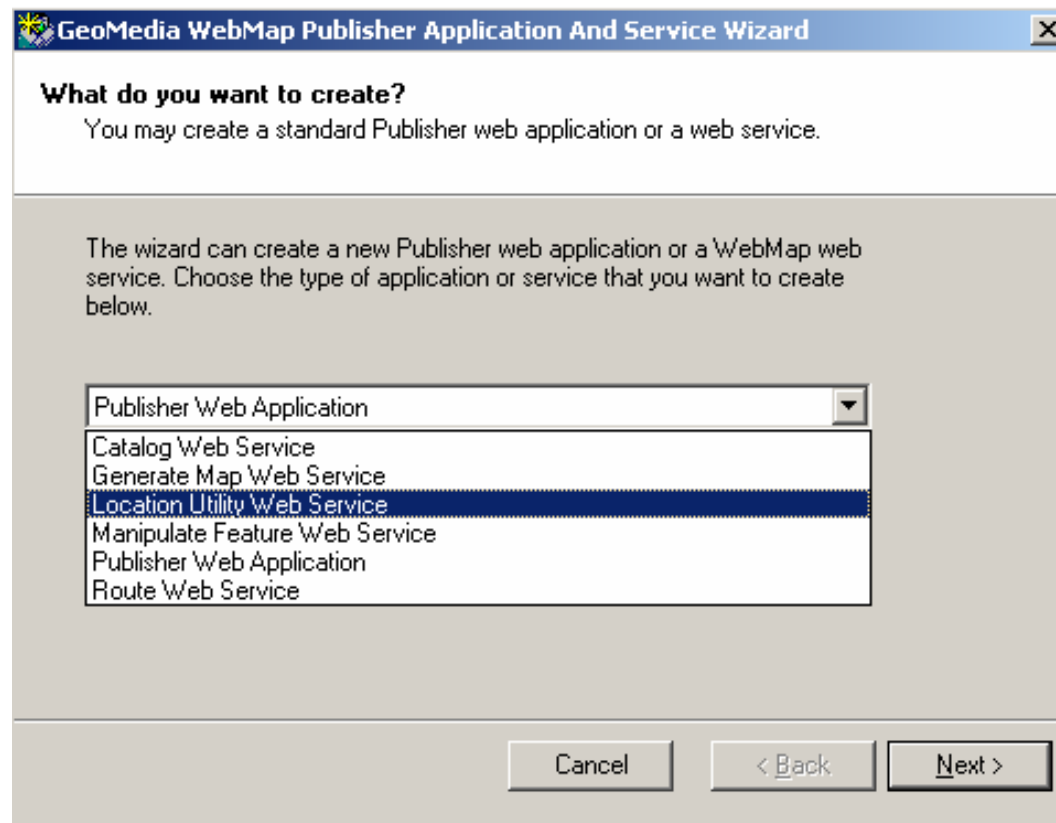 GeoMedia WebMap Publisher Application And Service Wizard
What do you want to create?
You may create a standard Publisher web application or a web service.
The wizard can create a new Publisher web application or a WebMap web
service. Choose the type of application or service that you want to create
below.
Publisher Web Application
Catalog Web Service
Generate Map Web Service
Location Utility Web Service
Manipulate Feature Web Service
Publisher Web Application
Route Web Service
Cancel
< Back
Next >